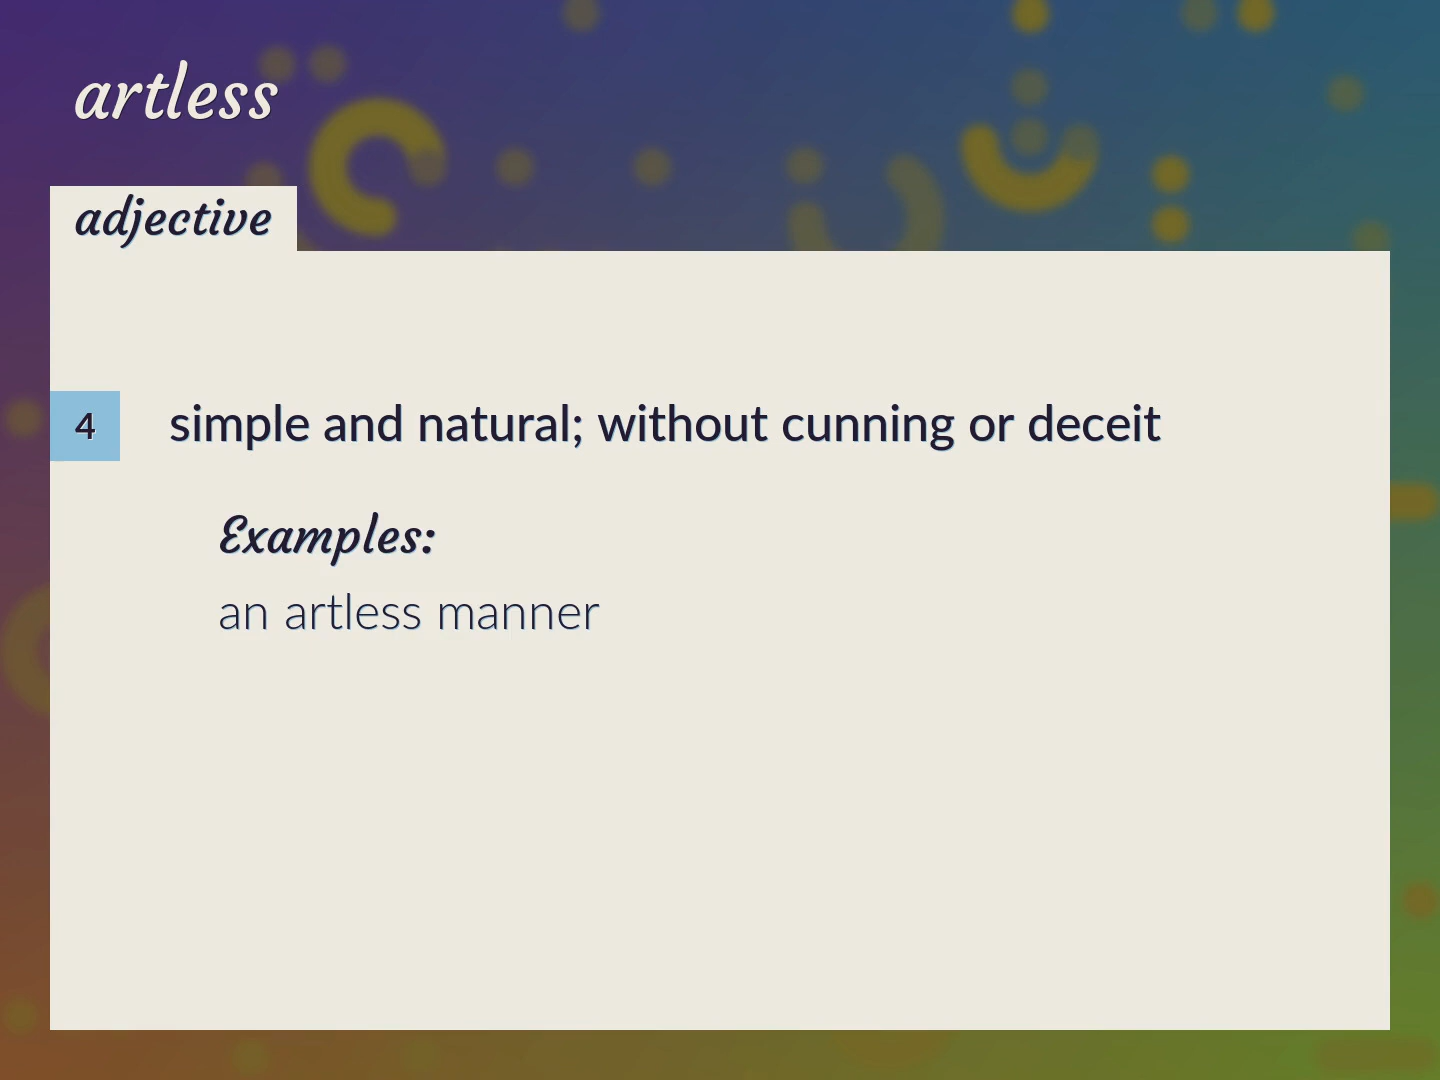 artless
adjective
4
simple and natural; without cunning or deceit
Examples:
an artless manner